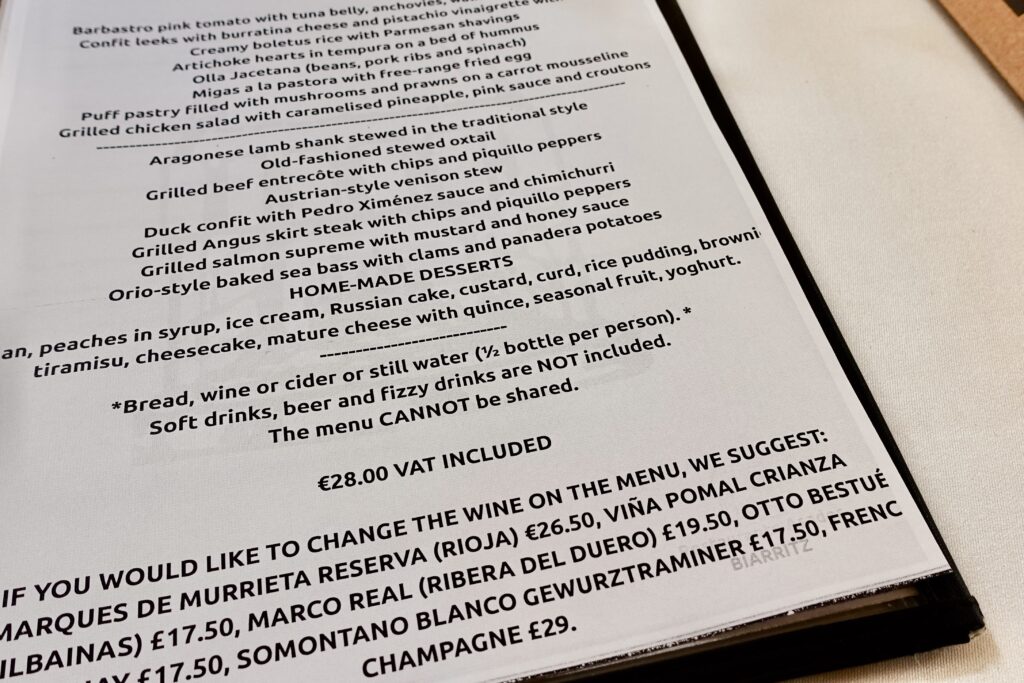 Barbastro pink tomato with tuna belly, anchovies,
Confit leeks with burratina cheese and pistachio vinaigrette with
Creamy boletus rice with Parmesan shavings
Artichoke hearts in tempura on a bed of hummus
Olla Jacetana (beans, pork ribs and spinach)
Migas a la pastora with free-range fried egg
Puff pastry filled with mushrooms and prawns on a carrot mousseline
Grilled chicken salad with caramelised pineapple, pink sauce and croutons
Aragonese lamb shank stewed in the traditional style
Old-fashioned stewed oxtail
Grilled beef entrecôte with chips and piquillo peppers
Austrian-style venison stew
Duck confit with Pedro Ximénez sauce and chimichurri
Grilled Angus skirt steak with chips and piquillo peppers
Grilled salmon supreme with mustard and honey sauce
Orio-style baked sea bass with clams and panadera potatoes
HOME-MADE DESSERTS
an, peaches in syrup, ice cream, Russian cake, custard, curd, rice pudding, browni
tiramisu, cheesecake, mature cheese with quince, seasonal fruit, yoghurt.
*Bread, wine or cider or still water (½ bottle per person). *
Soft drinks, beer and fizzy drinks are NOT included.
The menu CANNOT be shared.
€28.00 VAT INCLUDED
IF YOU WOULD LIKE TO CHANGE THE WINE ON THE MENU, WE SUGGEST:
MARQUES DE MURRIETA RESERVA (RIOJA) €26.50, VIÑA POMAL CRIANZA
ILBAINAS) £17.50, MARCO REAL (RIBERA DEL DUERO) £19.50, OTTO BESTUÉ
AY £17.50, SOMONTANO BLANCO GEWURZTRAMINER £17.50, FRENC
CHAMPAGNE £29.
BIARRITZ